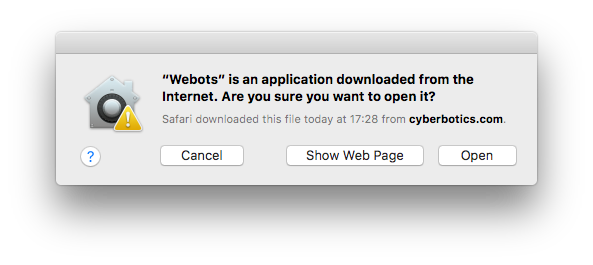 “Webots” is an application downloaded from the
Internet. Are you sure you want to open it?
Safari downloaded this file today at 17:28 from cyberbotics.com.
?
Cancel
Show Web Page
Open